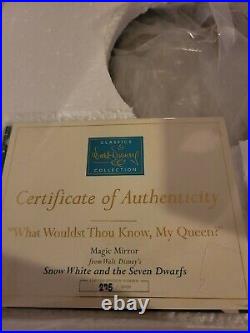 CLASSICS
Walt Disney
COLLECTION
Certificate of Authenticity
"What Wouldst Thou Know, My Queen?"
Magic Mirror
from Walt Disney's
Snow White and the Seven Dwarfs